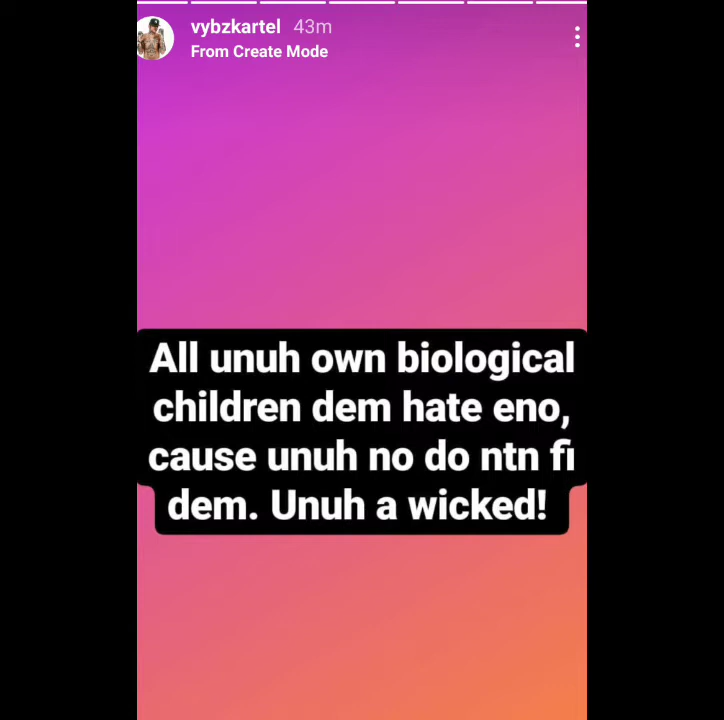 vybzkartel 43m
From Create Mode
All unuh own biological
children dem hate eno,
cause unuh no do ntn fi
dem. Unuh a wicked!